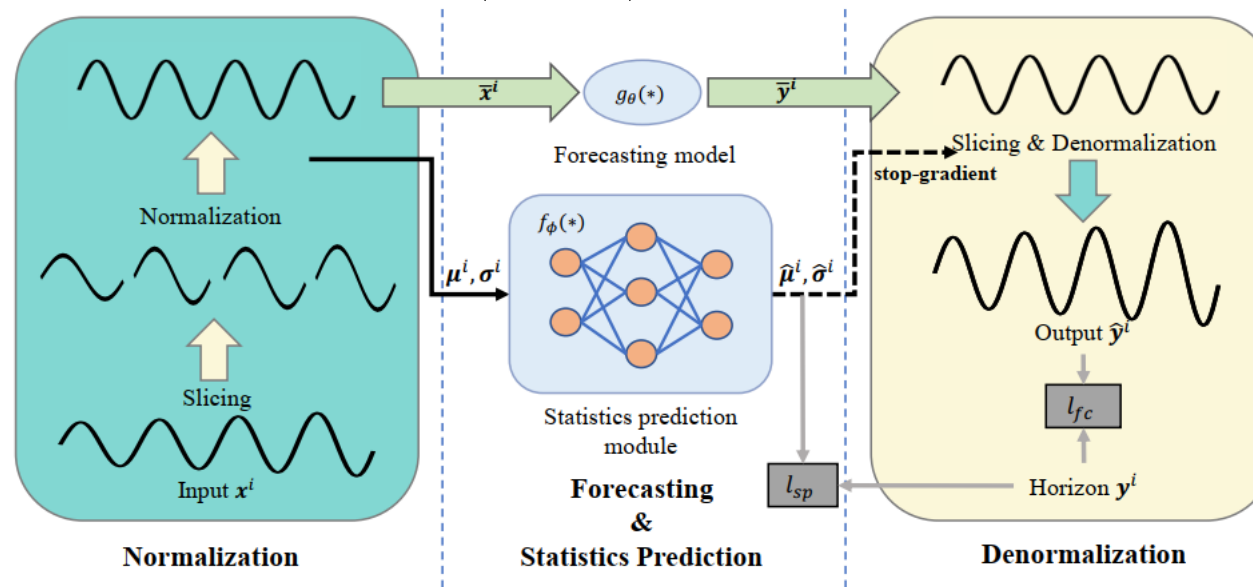 x̄ⁱ
g_θ(*)
ȳⁱ
Forecasting model
Slicing & Denormalization
stop-gradient
Normalization
f_ϕ(*)
μⁱ, σⁱ
μ̂ⁱ, σ̂ⁱ
Output ŷⁱ
Slicing
l_fc
Statistics prediction
module
Input xⁱ
l_sp
Horizon yⁱ
Forecasting
&
Statistics Prediction
Normalization
Denormalization